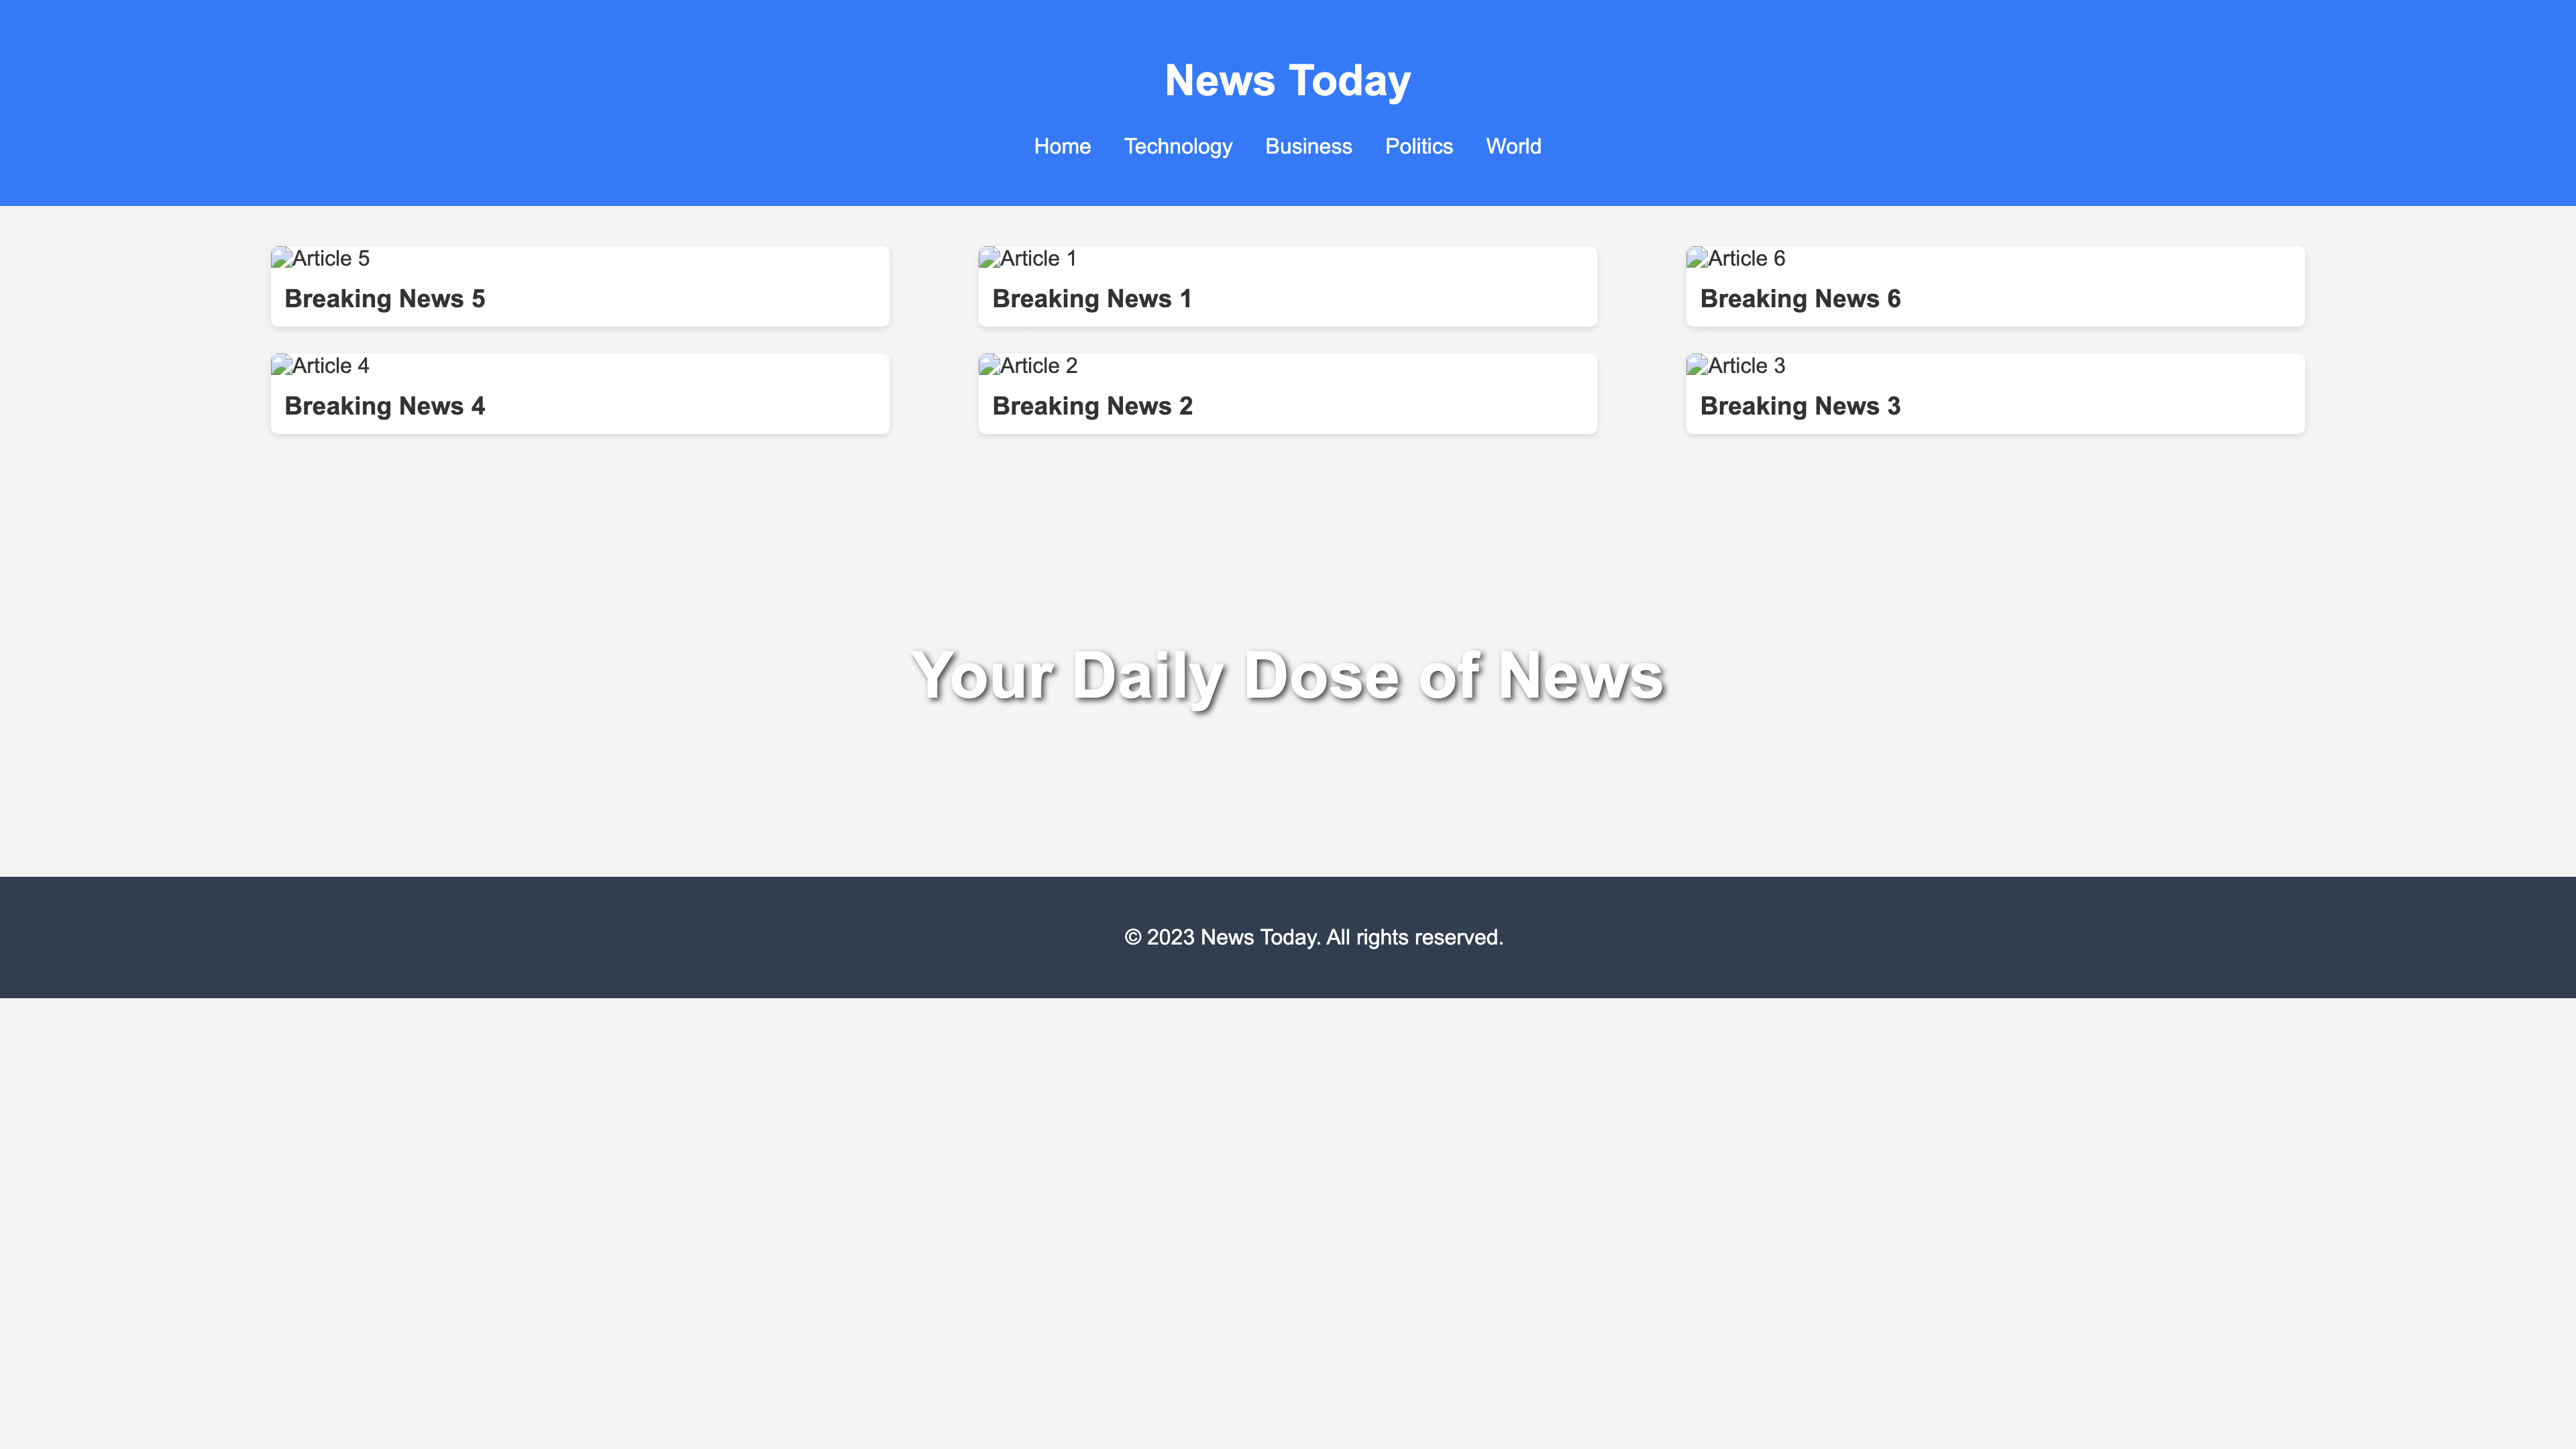 News Today
Home Technology Business Politics World
Article 5 Article 1 Article 6
Breaking News 5 Breaking News 1 Breaking News 6
Article 4 Article 2 Article 3
Breaking News 4 Breaking News 2 Breaking News 3
Your Daily Dose of News
© 2023 News Today. All rights reserved.